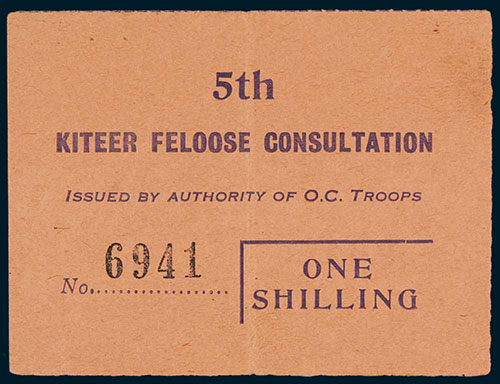 5th
KITEER FELOOSE CONSULTATION
ISSUED BY AUTHORITY OF O.C. TROOPS
No. 6941
ONE
SHILLING